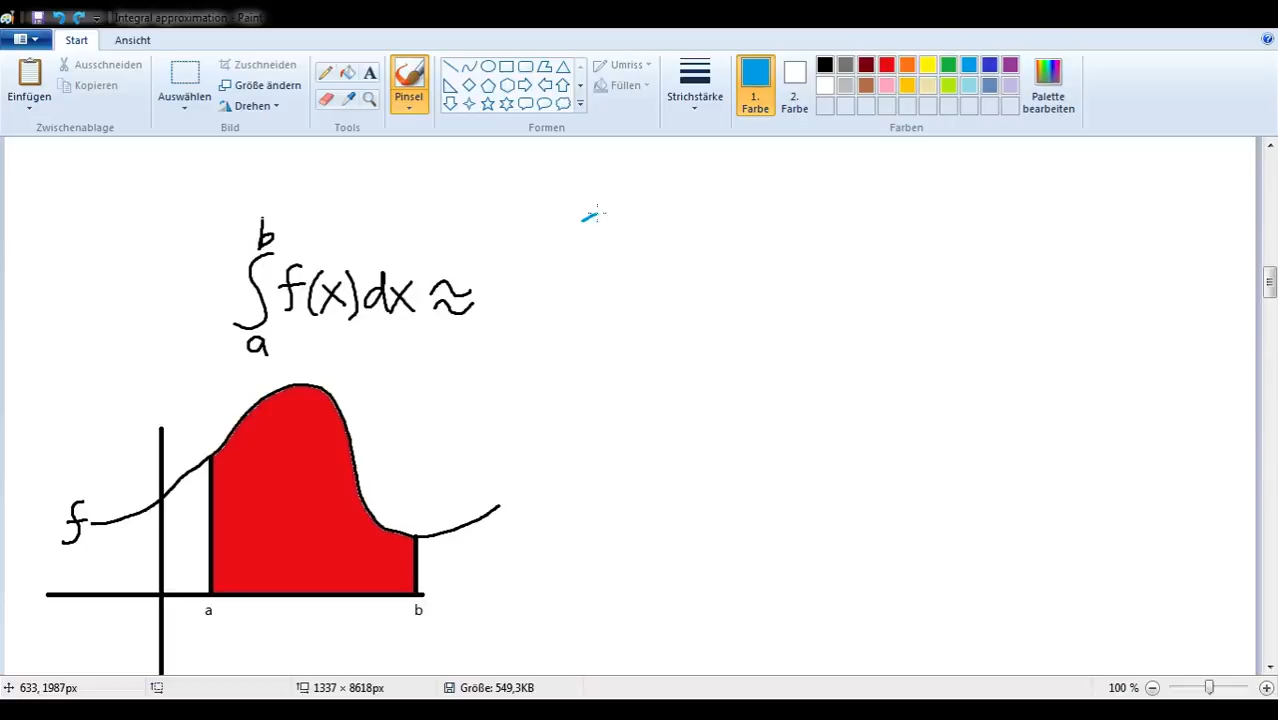 Integral approximation - Paint
Start Ansicht
Einfügen
Ausschneiden
Kopieren
Zwischenablage
Auswählen
Zuschneiden
Größe ändern
Drehen
Bild
A
Tools
Pinsel
Umriss
Füllen
Formen
Strichstärke
1.
Farbe
2.
Farbe
Palette
bearbeiten
Farben
b
∫f(x)dx≈
a
f
a b
633, 1987px 1337 × 8618px Größe: 549,3KB 100 %